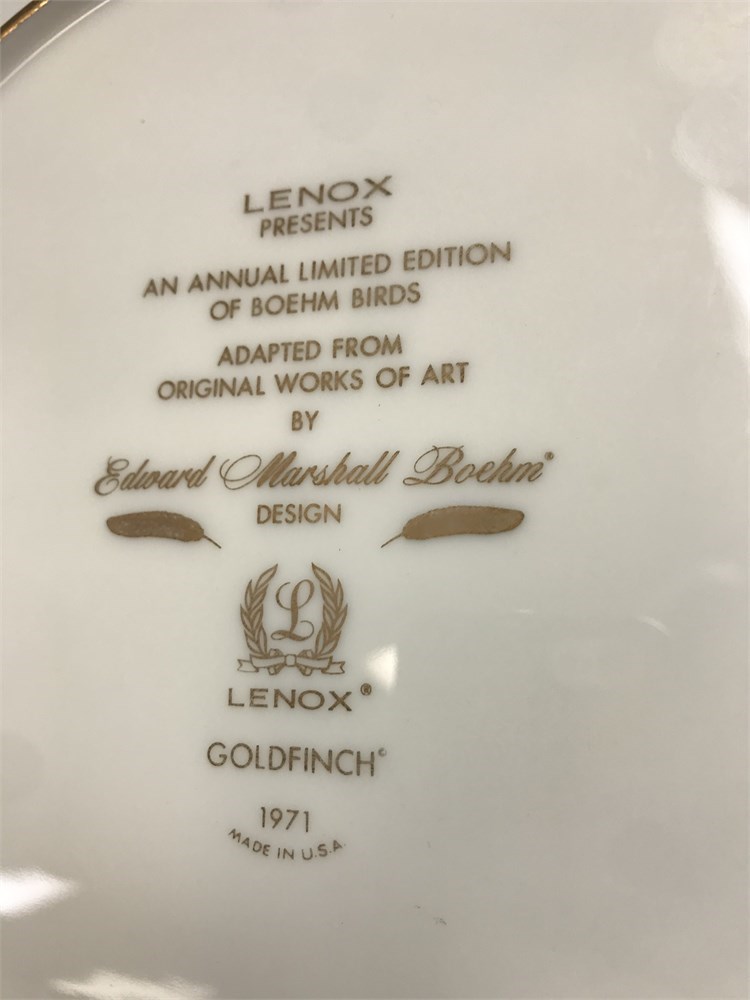 LENOX
PRESENTS
AN ANNUAL LIMITED EDITION
OF BOEHM BIRDS
ADAPTED FROM
ORIGINAL WORKS OF ART
BY
Edward Marshall Boehm®
DESIGN
L
LENOX®
GOLDFINCH©
1971
MADE IN U.S.A.